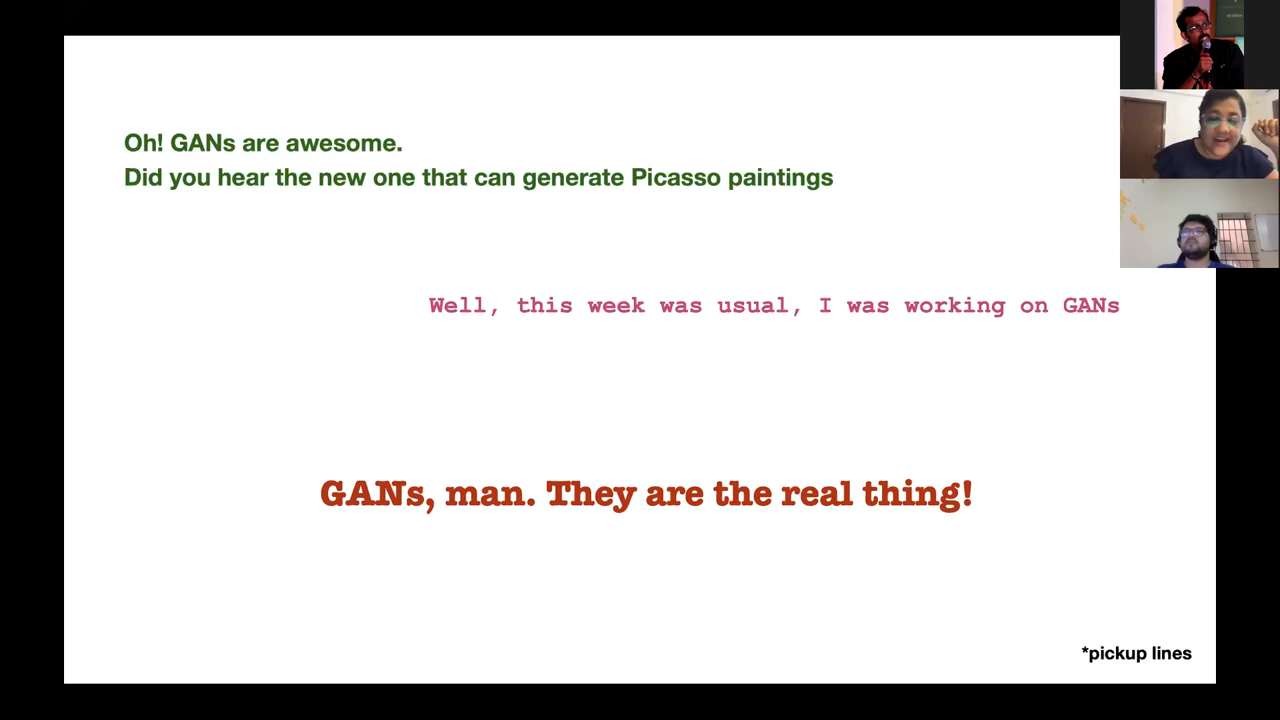 Oh! GANs are awesome.
Did you hear the new one that can generate Picasso paintings
Well, this week was usual, I was working on GANs
GANs, man. They are the real thing!
*pickup lines